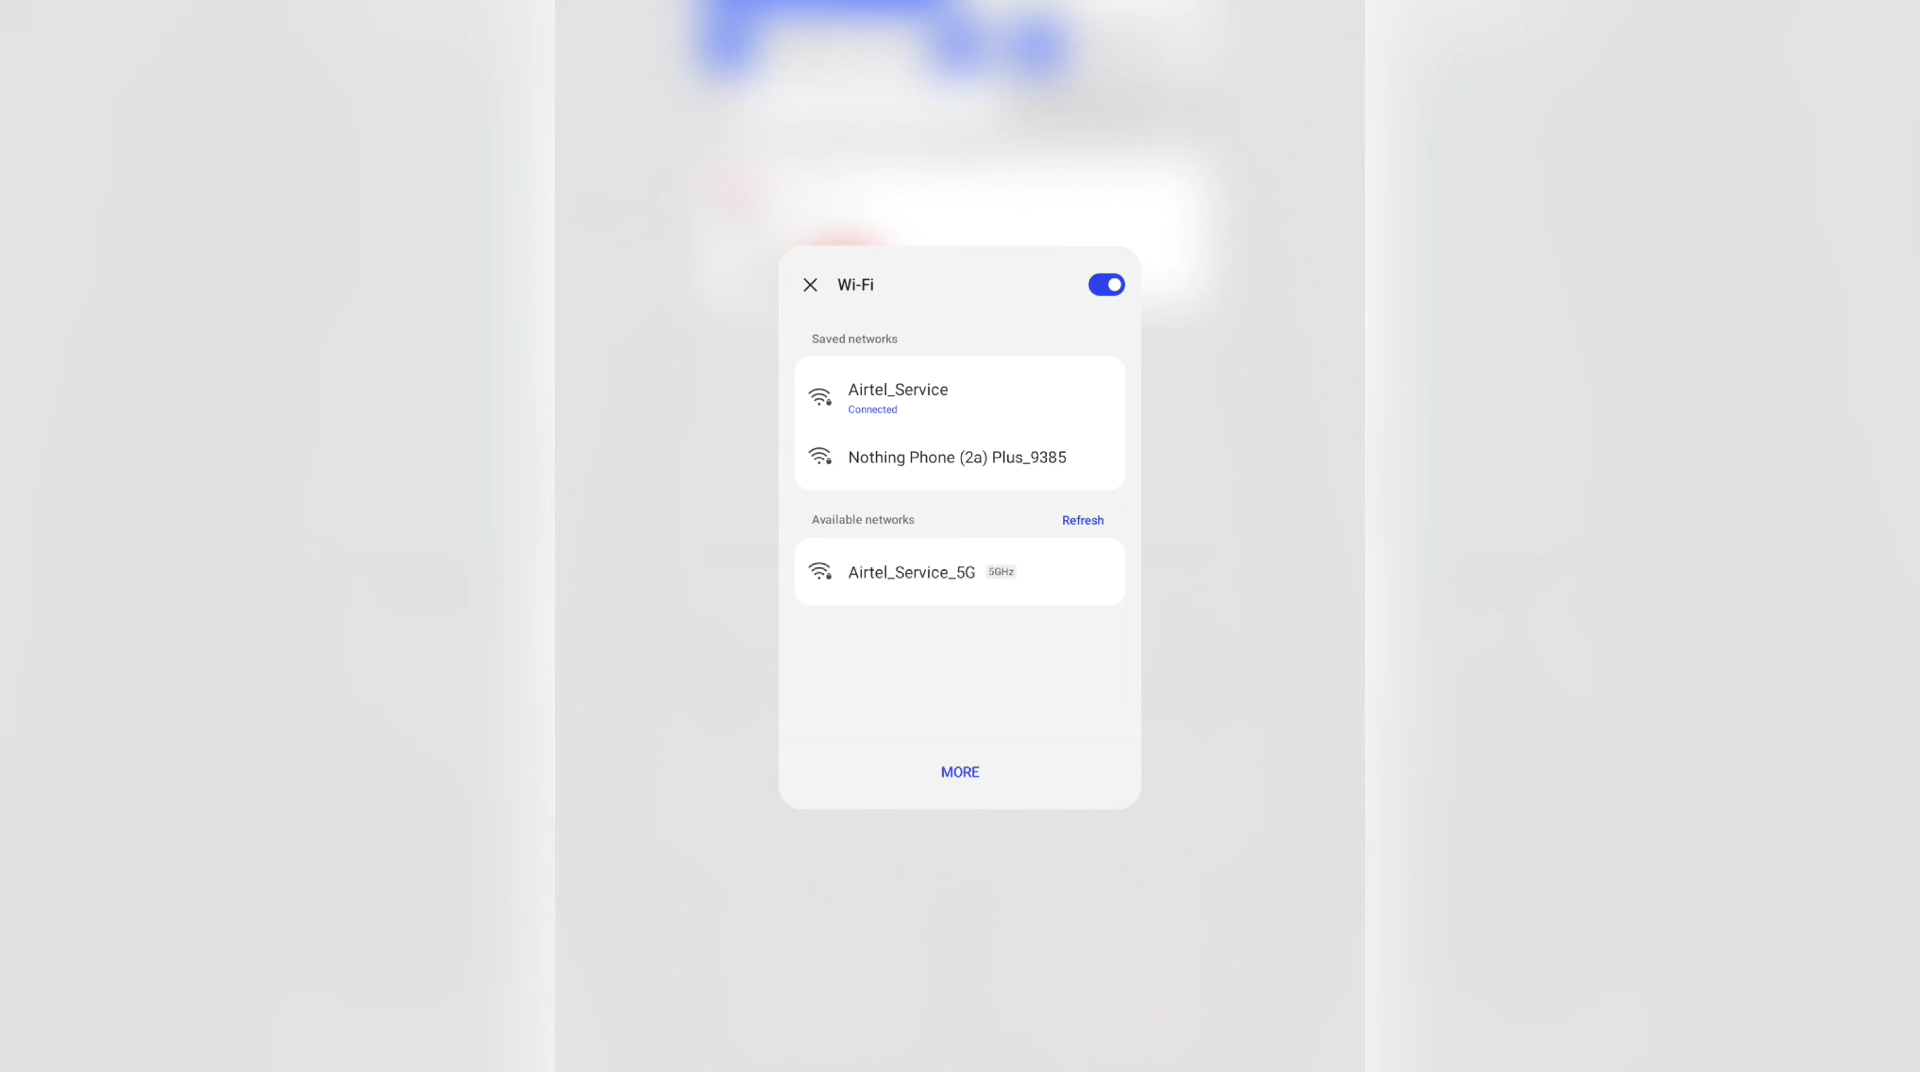 Wi-Fi
Saved networks
Airtel_Service
Connected
Nothing Phone (2a) Plus_9385
Available networks Refresh
Airtel_Service_5G 5GHz
MORE